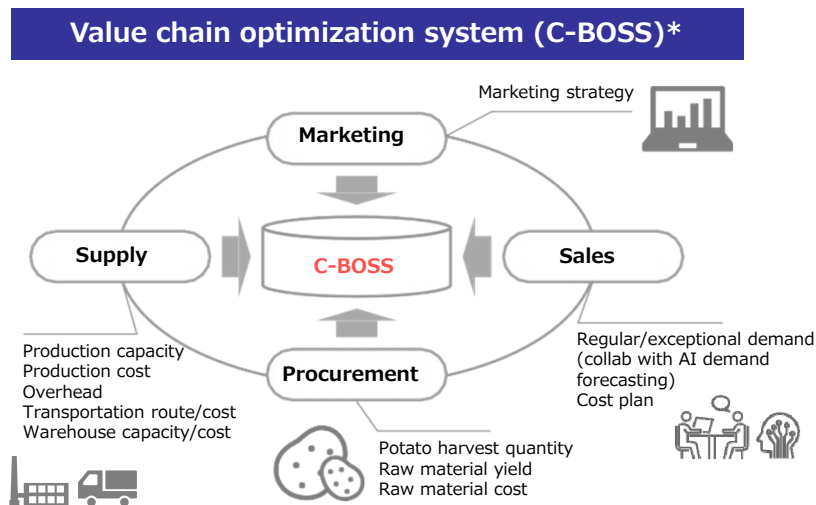 Value chain optimization system (C-BOSS)*
Marketing strategy
Marketing
Supply
C-BOSS
Sales
Production capacity
Production cost
Overhead
Transportation route/cost
Warehouse capacity/cost
Procurement
Potato harvest quantity
Raw material yield
Raw material cost
Regular/exceptional demand
(collab with AI demand
forecasting)
Cost plan